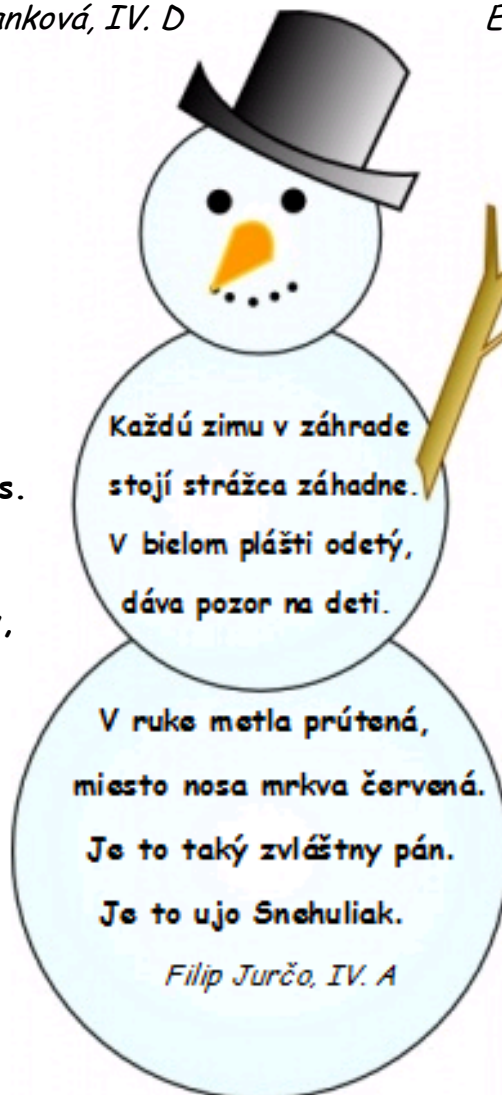 anková, IV. D
E
Každú zimu v záhrade
s.
stojí strážca záhadne.
V bielom plášti odetý,
dáva pozor na deti.
,
V ruke metla prútená,
miesto nosa mrkva červená.
Je to taký zvláštny pán.
Je to ujo Snehuliak.
Filip Jurčo, IV. A